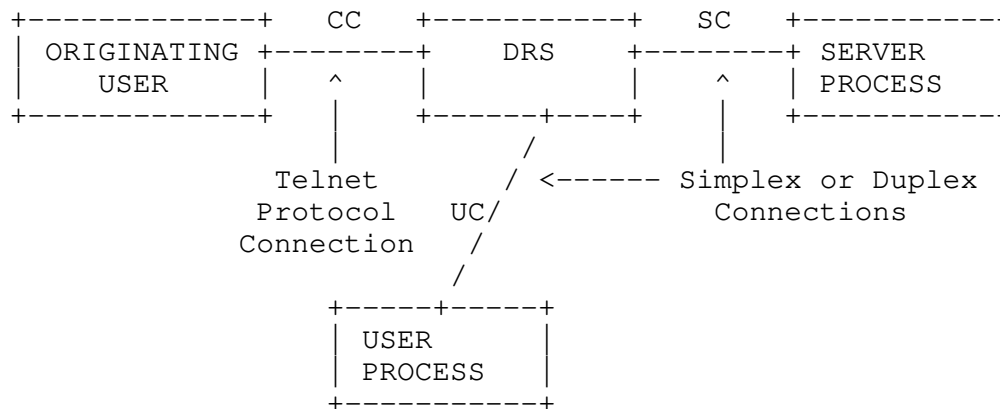 CC SC
ORIGINATING DRS SERVER
USER ^ ^ PROCESS
Telnet <------ Simplex or Duplex
Protocol UC Connections
Connection
USER
PROCESS